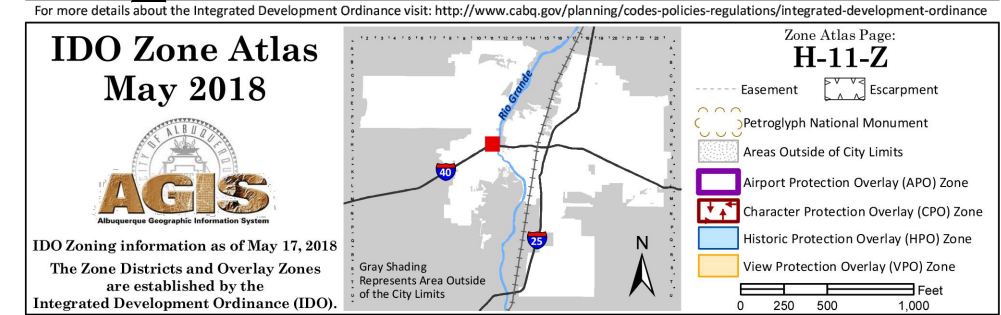 For more details about the Integrated Development Ordinance visit: http://www.cabq.gov/planning/codes-policies-regulations/integrated-development-ordinance
IDO Zone Atlas
May 2018
CITY OF ALBUQUERQUE
AGIS
Albuquerque Geographic Information System
IDO Zoning information as of May 17, 2018
The Zone Districts and Overlay Zones
are established by the
Integrated Development Ordinance (IDO).
Rio Grande
40
25
N
Gray Shading
Represents Area Outside
of the City Limits
Zone Atlas Page:
H-11-Z
Easement
Escarpment
Petroglyph National Monument
Areas Outside of City Limits
Airport Protection Overlay (APO) Zone
Character Protection Overlay (CPO) Zone
Historic Protection Overlay (HPO) Zone
View Protection Overlay (VPO) Zone
Feet
0 250 500 1,000